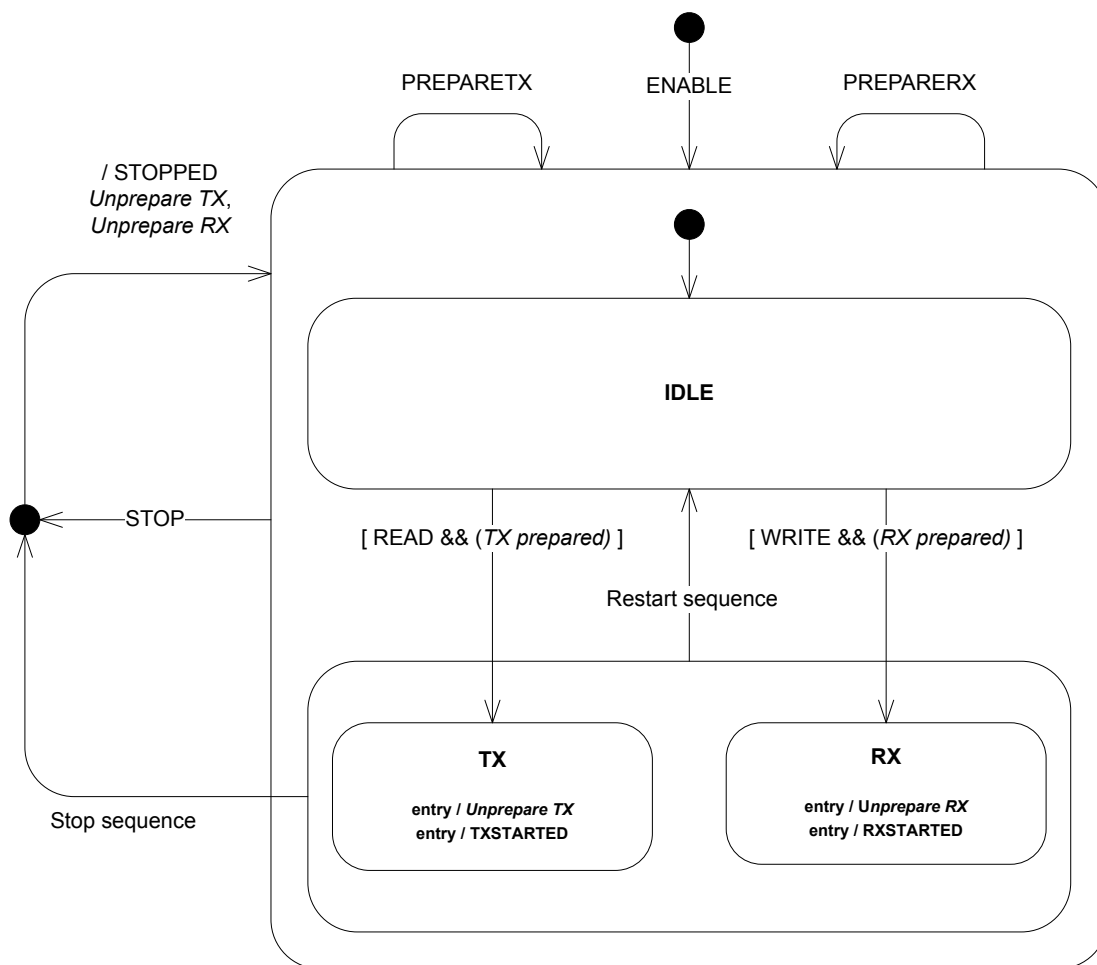 PREPARETX
ENABLE
PREPARERX
/ STOPPED
Unprepare TX,
Unprepare RX
IDLE
STOP
[ READ && (TX prepared) ]
[ WRITE && (RX prepared) ]
Restart sequence
TX
entry / Unprepare TX
entry / TXSTARTED
RX
entry / Unprepare RX
entry / RXSTARTED
Stop sequence